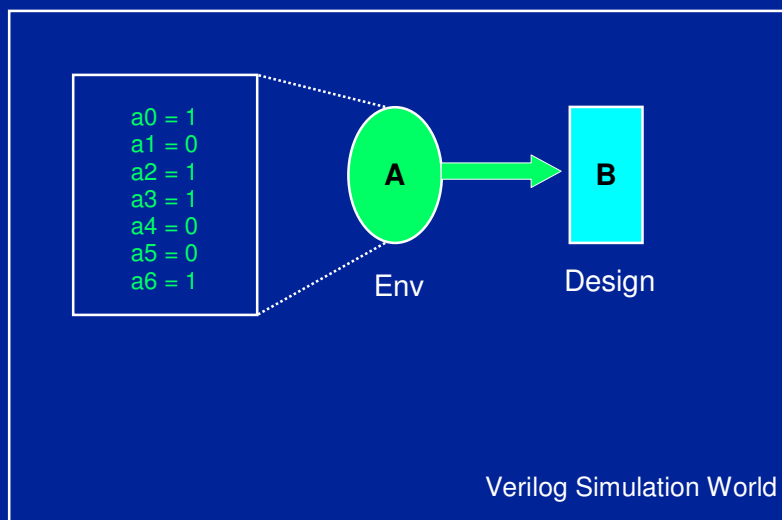 a0 = 1
a1 = 0
a2 = 1
a3 = 1
a4 = 0
a5 = 0
a6 = 1
A
B
Env
Design
Verilog Simulation World